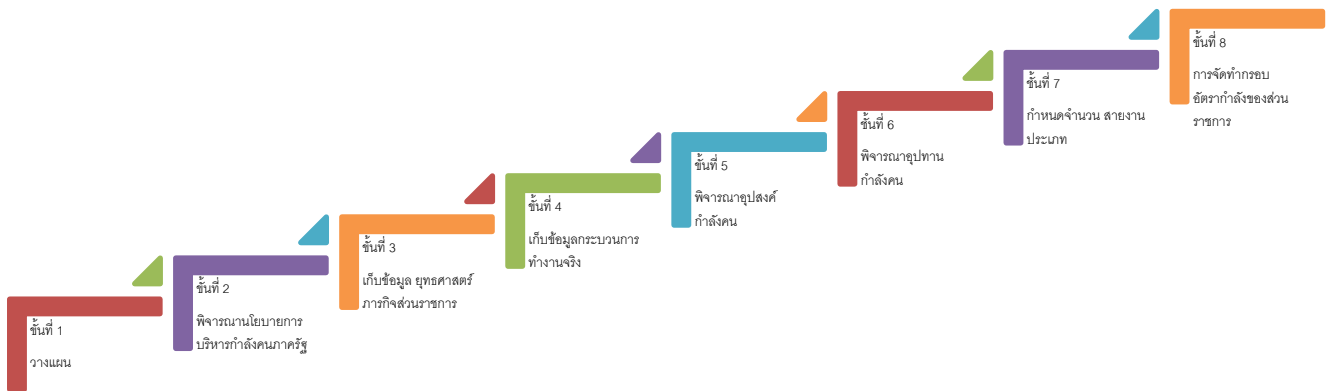 ขั้นที่ 1
วางแผน
ขั้นที่ 2
พิจารณานโยบายการ
บริหารกำลังคนภาครัฐ
ขั้นที่ 3
เก็บข้อมูล ยุทธศาสตร์
ภารกิจส่วนราชการ
ขั้นที่ 4
เก็บข้อมูลกระบวนการ
ทำงานจริง
ขั้นที่ 5
พิจารณาอุปสงค์
กำลังคน
ขั้นที่ 6
พิจารณาอุปทาน
กำลังคน
ขั้นที่ 7
กำหนดจำนวน สายงาน
ประเภท
ขั้นที่ 8
การจัดทำกรอบ
อัตรากำลังของส่วน
ราชการ